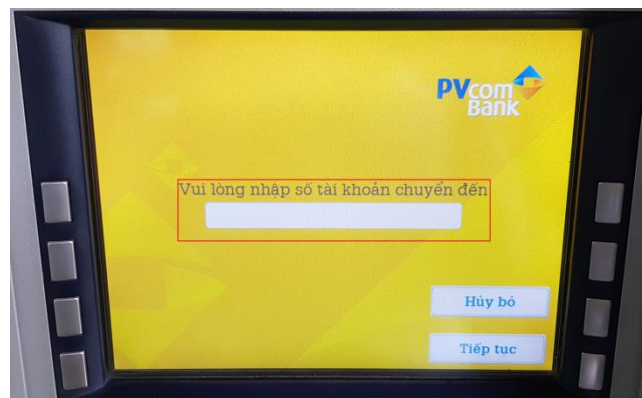 PVcom
Bank
Vui lòng nhập số tài khoản chuyển đến
Hủy bỏ
Tiếp tục